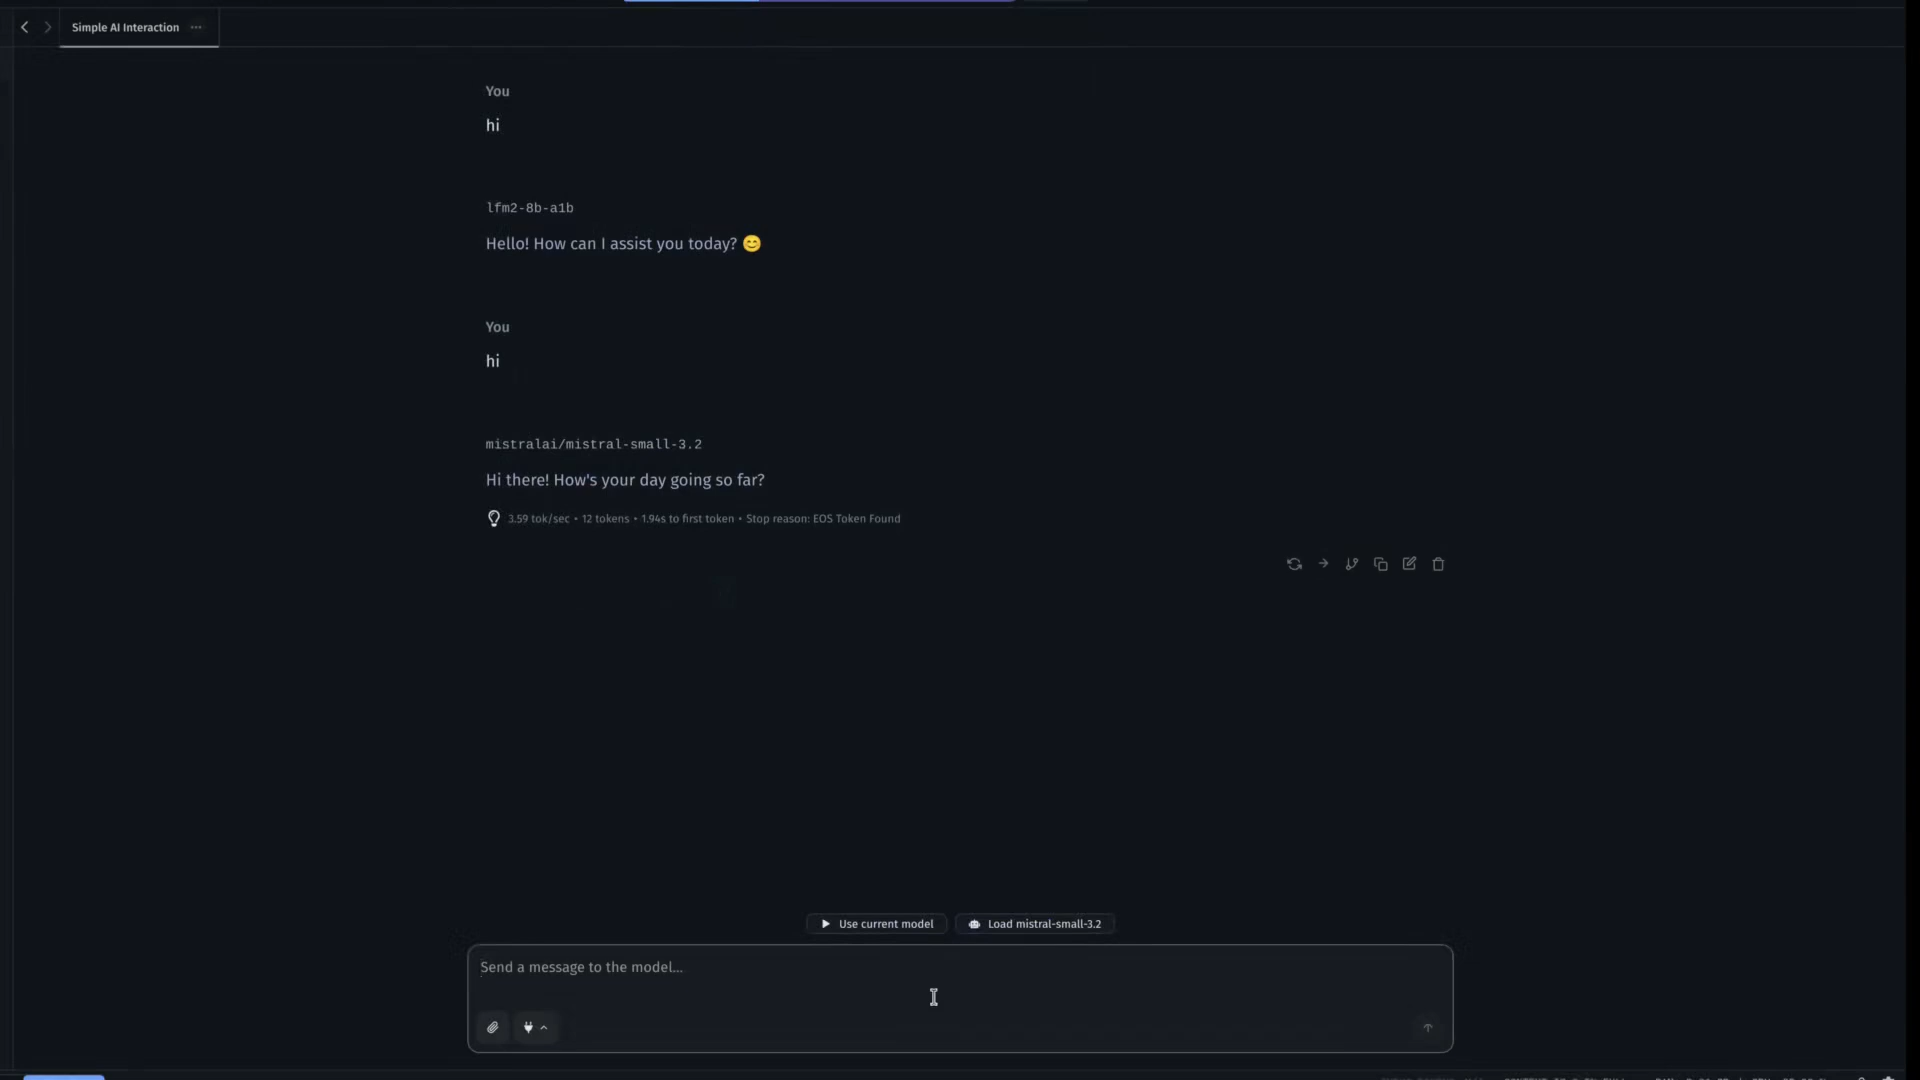 Simple AI Interaction
You
hi
lfm2-8b-a1b
Hello! How can I assist you today? 😊
You
hi
mistralai/mistral-small-3.2
Hi there! How's your day going so far?
3.59 tok/sec • 12 tokens • 1.94s to first token • Stop reason: EOS Token Found
Use current model
Load mistral-small-3.2
Send a message to the model...